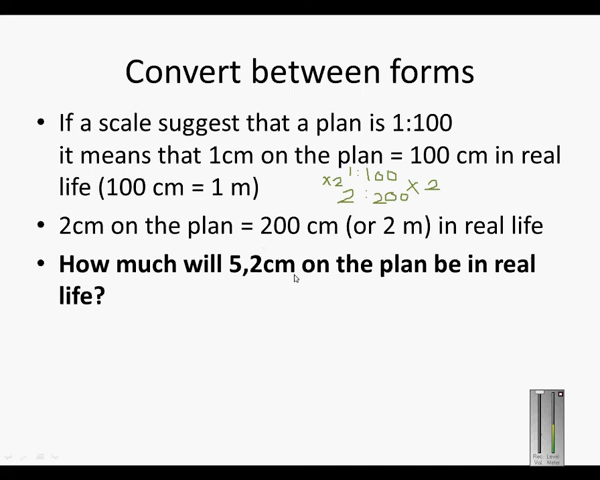 Convert between forms
• If a scale suggest that a plan is 1:100
it means that 1cm on the plan = 100 cm in real
life (100 cm = 1 m)
1:100
×2 2:200 ×2
• 2cm on the plan = 200 cm (or 2 m) in real life
• How much will 5,2cm on the plan be in real
life?
Rec Level
Vol Meter